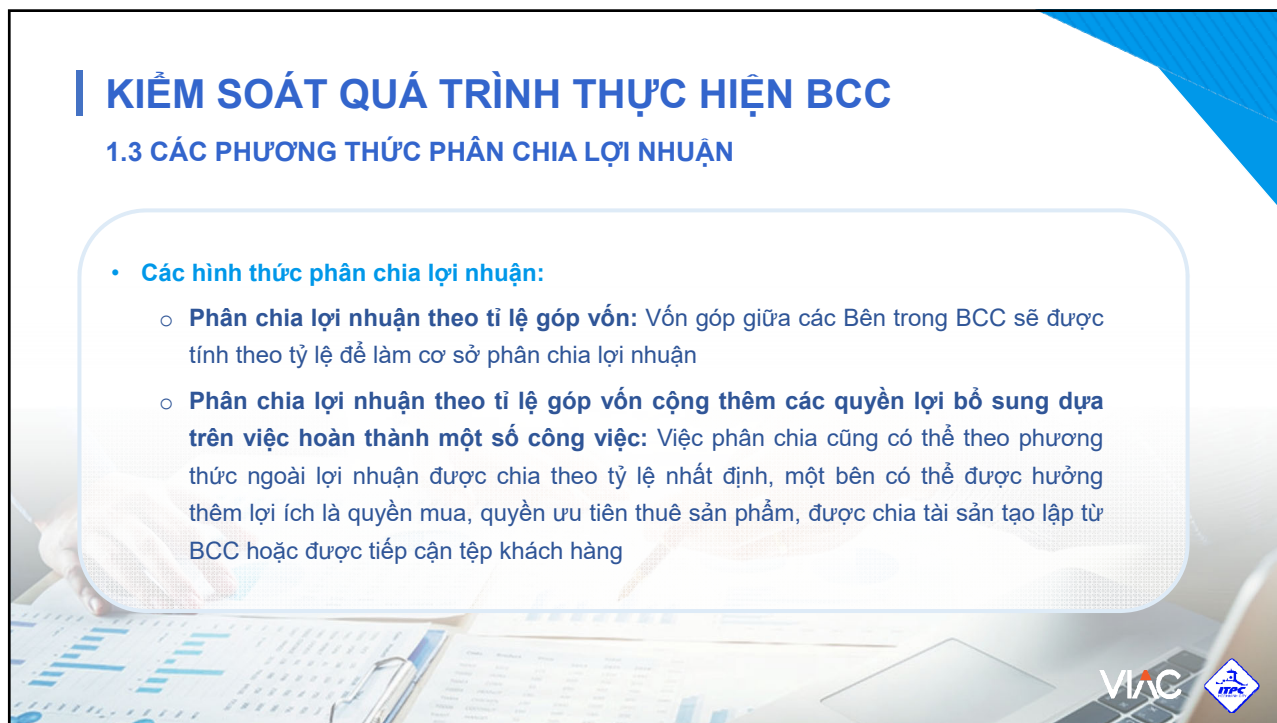 KIỂM SOÁT QUÁ TRÌNH THỰC HIỆN BCC
1.3 CÁC PHƯƠNG THỨC PHÂN CHIA LỢI NHUẬN
• Các hình thức phân chia lợi nhuận:
o Phân chia lợi nhuận theo tỉ lệ góp vốn: Vốn góp giữa các Bên trong BCC sẽ được
tính theo tỷ lệ để làm cơ sở phân chia lợi nhuận
o Phân chia lợi nhuận theo tỉ lệ góp vốn cộng thêm các quyền lợi bổ sung dựa
trên việc hoàn thành một số công việc: Việc phân chia cũng có thể theo phương
thức ngoài lợi nhuận được chia theo tỷ lệ nhất định, một bên có thể được hưởng
thêm lợi ích là quyền mua, quyền ưu tiên thuê sản phẩm, được chia tài sản tạo lập từ
BCC hoặc được tiếp cận tệp khách hàng
VIAC
ITPC